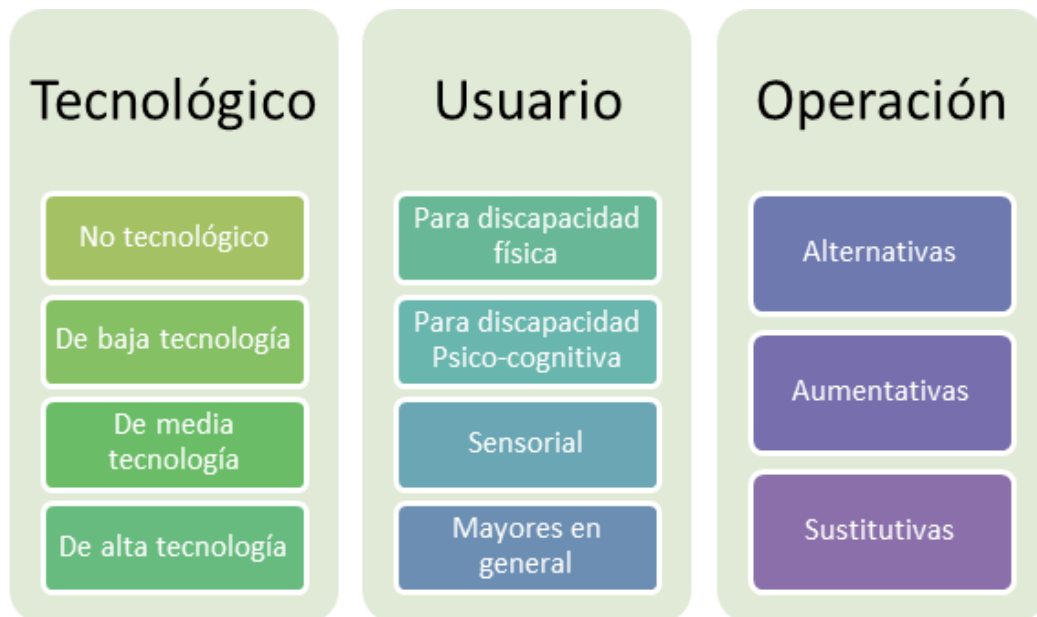 Tecnológico
No tecnológico
De baja tecnología
De media
tecnología
De alta tecnología
Usuario
Para discapacidad
física
Para discapacidad
Psico-cognitiva
Sensorial
Mayores en
general
Operación
Alternativas
Aumentativas
Sustitutivas